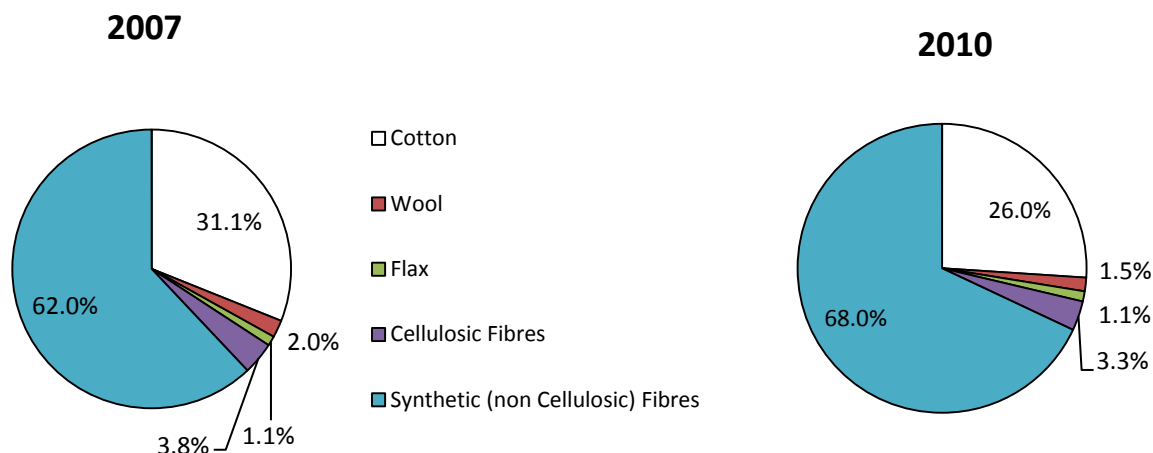 2007
2010
Cotton
Wool
Flax
Cellulosic Fibres
Synthetic (non Cellulosic) Fibres
31.1%
2.0%
1.1%
3.8%
62.0%
26.0%
1.5%
1.1%
3.3%
68.0%